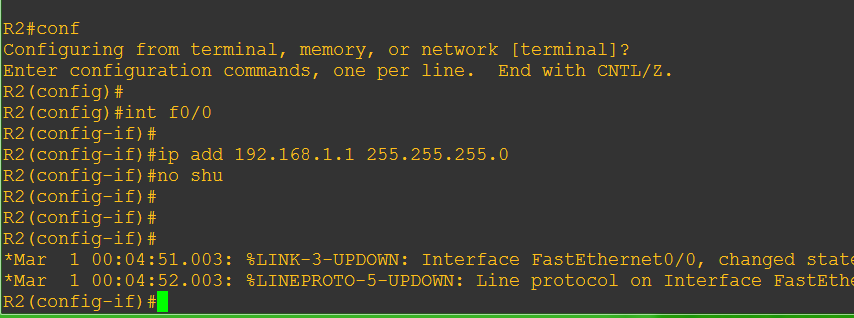 R2#conf
Configuring from terminal, memory, or network [terminal]?
Enter configuration commands, one per line.  End with CNTL/Z.
R2(config)#
R2(config)#int f0/0
R2(config-if)#
R2(config-if)#ip add 192.168.1.1 255.255.255.0
R2(config-if)#no shu
R2(config-if)#
R2(config-if)#
R2(config-if)#
*Mar  1 00:04:51.003: %LINK-3-UPDOWN: Interface FastEthernet0/0, changed state
*Mar  1 00:04:52.003: %LINEPROTO-5-UPDOWN: Line protocol on Interface FastEthe
R2(config-if)#